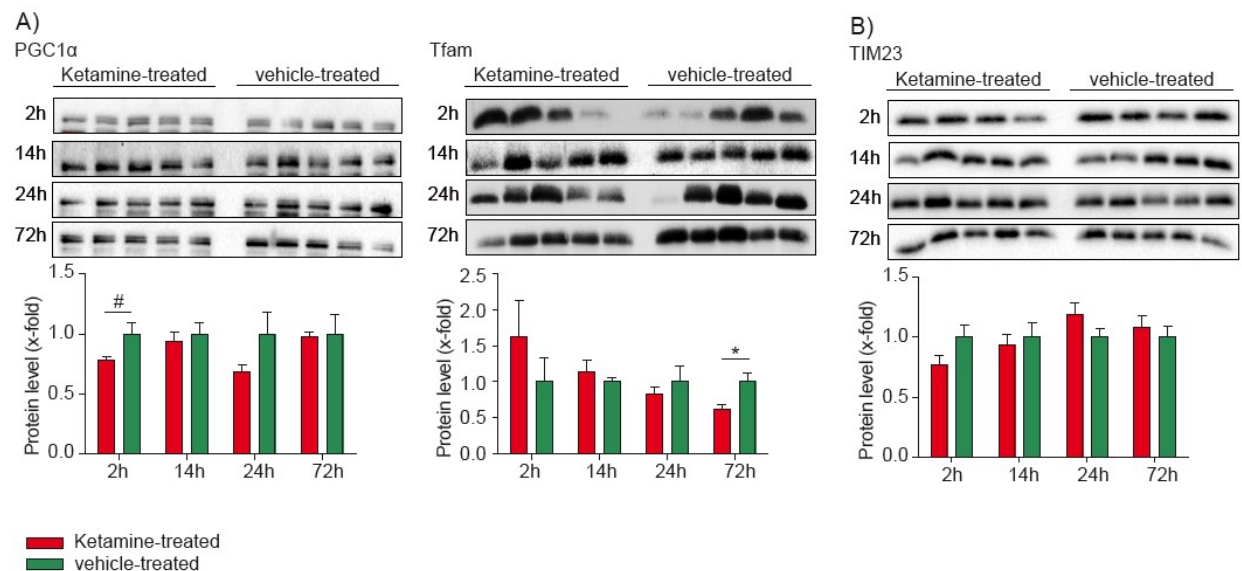 A)
PGC1α
Ketamine-treated vehicle-treated
2h
14h
24h
72h
Protein level (x-fold)
1.5
1.0
0.5
0.0
#
2h 14h 24h 72h
Tfam
Ketamine-treated vehicle-treated
2h
14h
24h
72h
Protein level (x-fold)
2.5
2.0
1.5
1.0
0.5
0.0
*
2h 14h 24h 72h
B)
TIM23
Ketamine-treated vehicle-treated
2h
14h
24h
72h
Protein level (x-fold)
1.5
1.0
0.5
0.0
2h 14h 24h 72h
Ketamine-treated
vehicle-treated